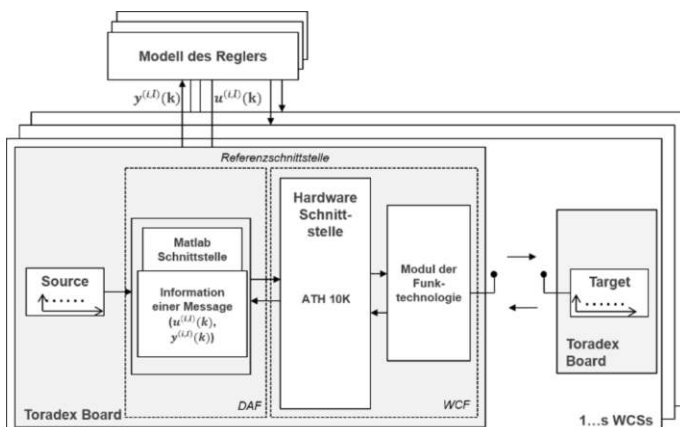 Modell des Reglers
y^(i,l)(k)
u^(i,l)(k)
Referenzschnittstelle
Source
Matlab
Schnittstelle
Information
einer Message
(u^(i,l)(k),
y^(i,l)(k))
Hardware
Schnitt-
stelle
ATH 10K
Modul der
Funk-
technologie
Target
Toradex
Board
Toradex Board
DAF
WCF
1...s WCSs